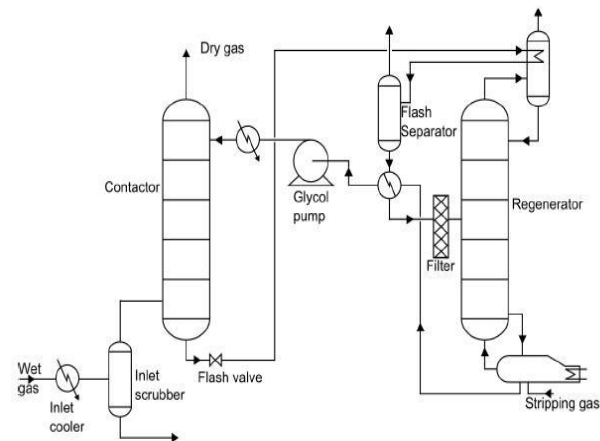 Dry gas
Flash
Separator
Contactor
Glycol
pump
Regenerator
Filter
Wet
gas
Inlet
cooler
Inlet
scrubber
Flash valve
Stripping gas